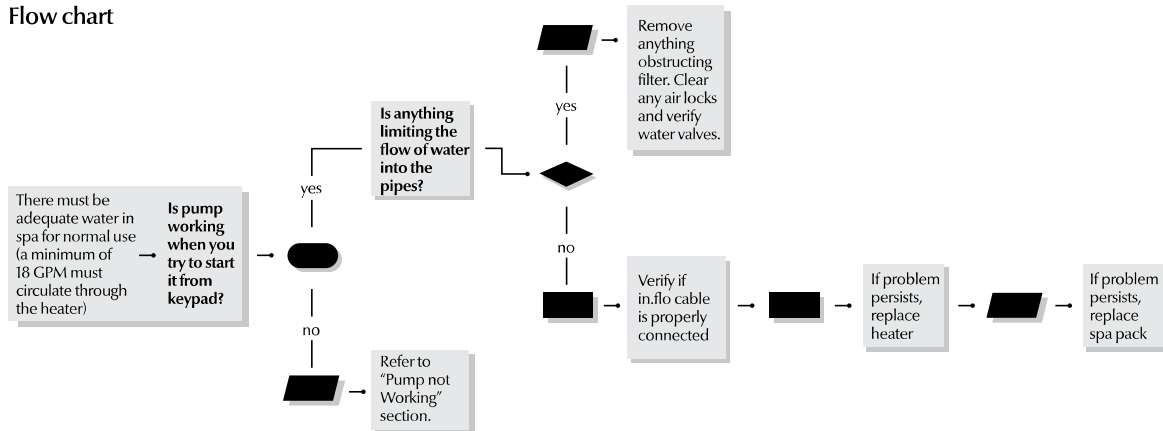 Flow chart
There must be
adequate water in
spa for normal use
(a minimum of
18 GPM must
circulate through
the heater)
Is pump
working
when you
try to start
it from
keypad?
yes
no
Refer to
“Pump not
Working”
section.
Is anything
limiting the
flow of water
into the
pipes?
yes
Remove
anything
obstructing
filter. Clear
any air locks
and verify
water valves.
no
Verify if
in.flo cable
is properly
connected
If problem
persists,
replace
heater
If problem
persists,
replace
spa pack